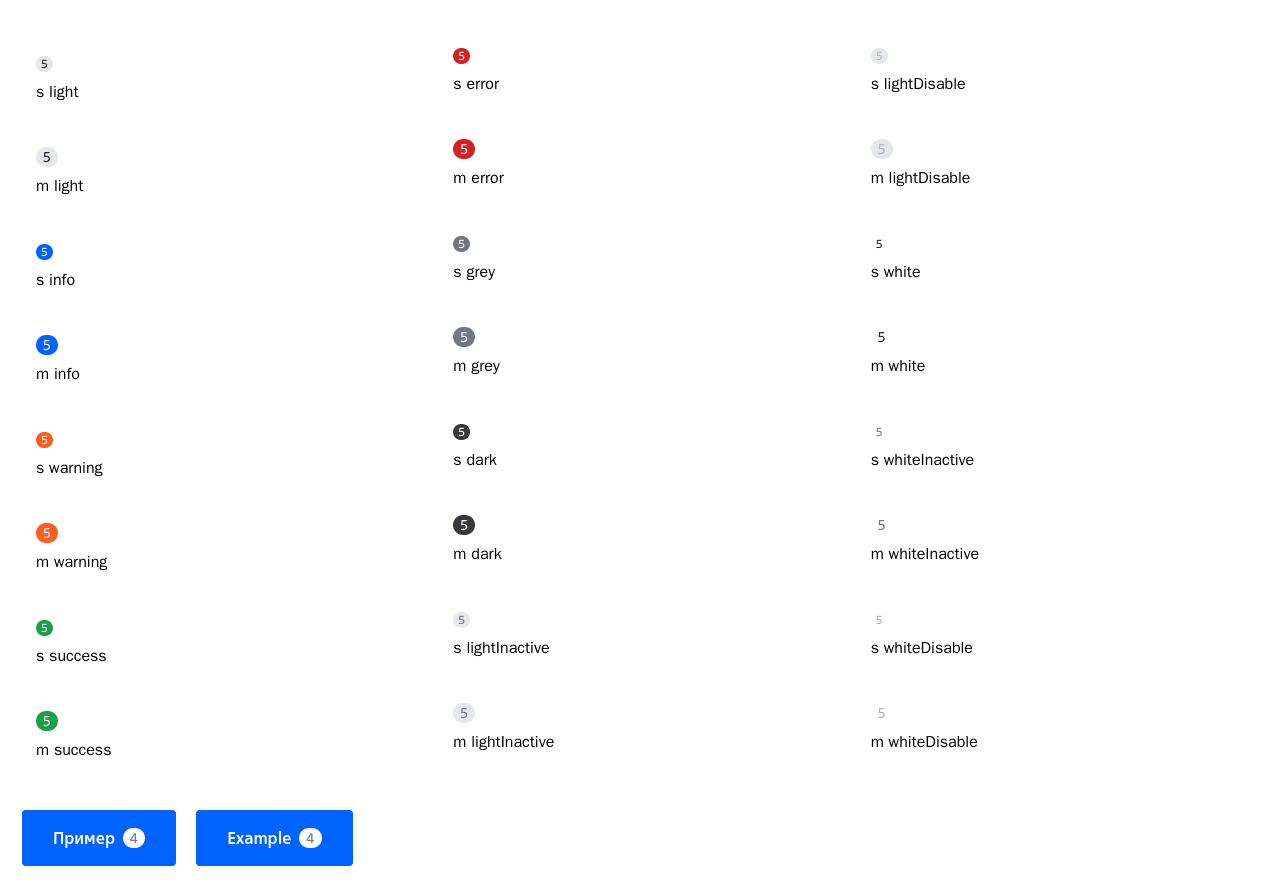 5
s light
5
m light
5
s info
5
m info
5
s warning
5
m warning
5
s success
5
m success
5
s error
5
m error
5
s grey
5
m grey
5
s dark
5
m dark
5
s lightInactive
5
m lightInactive
5
s lightDisable
5
m lightDisable
5
s white
5
m white
5
s whiteInactive
5
m whiteInactive
5
s whiteDisable
5
m whiteDisable
Пример 4
Example 4